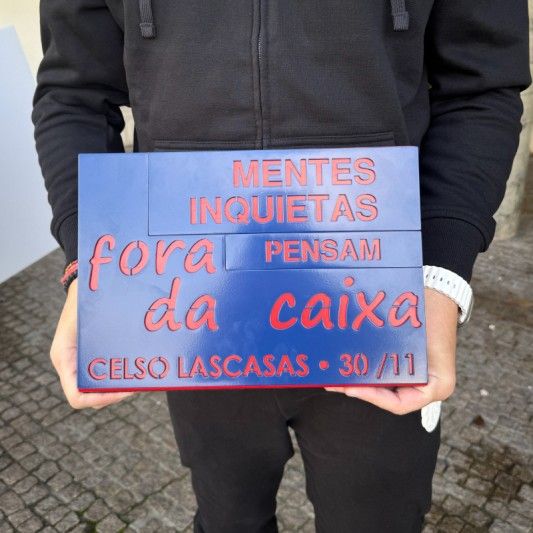 MENTES
INQUIETAS
fora PENSAM
da caixa
CELSO LASCASAS • 30/11